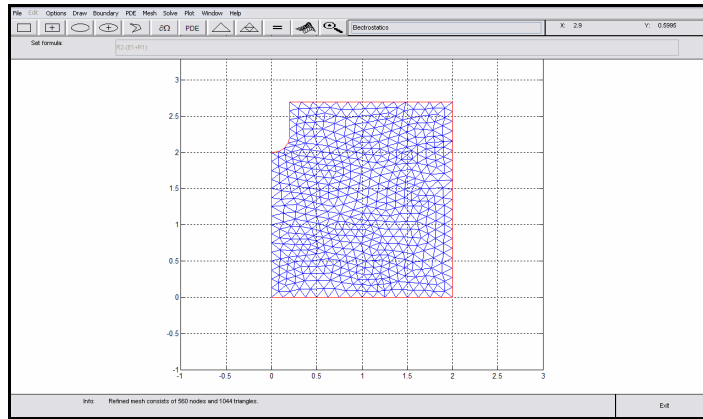 File Edit Options Draw Boundary PDE Mesh Solve Plot Window Help
∂Ω PDE = Electrostatics X: 2.9 Y: 0.5995
Set formula: R2-(E1+R1)
3
2.5
2
1.5
1
0.5
0
-0.5
-1
-1 -0.5 0 0.5 1 1.5 2 2.5 3
Info: Refined mesh consists of 560 nodes and 1044 triangles. Exit